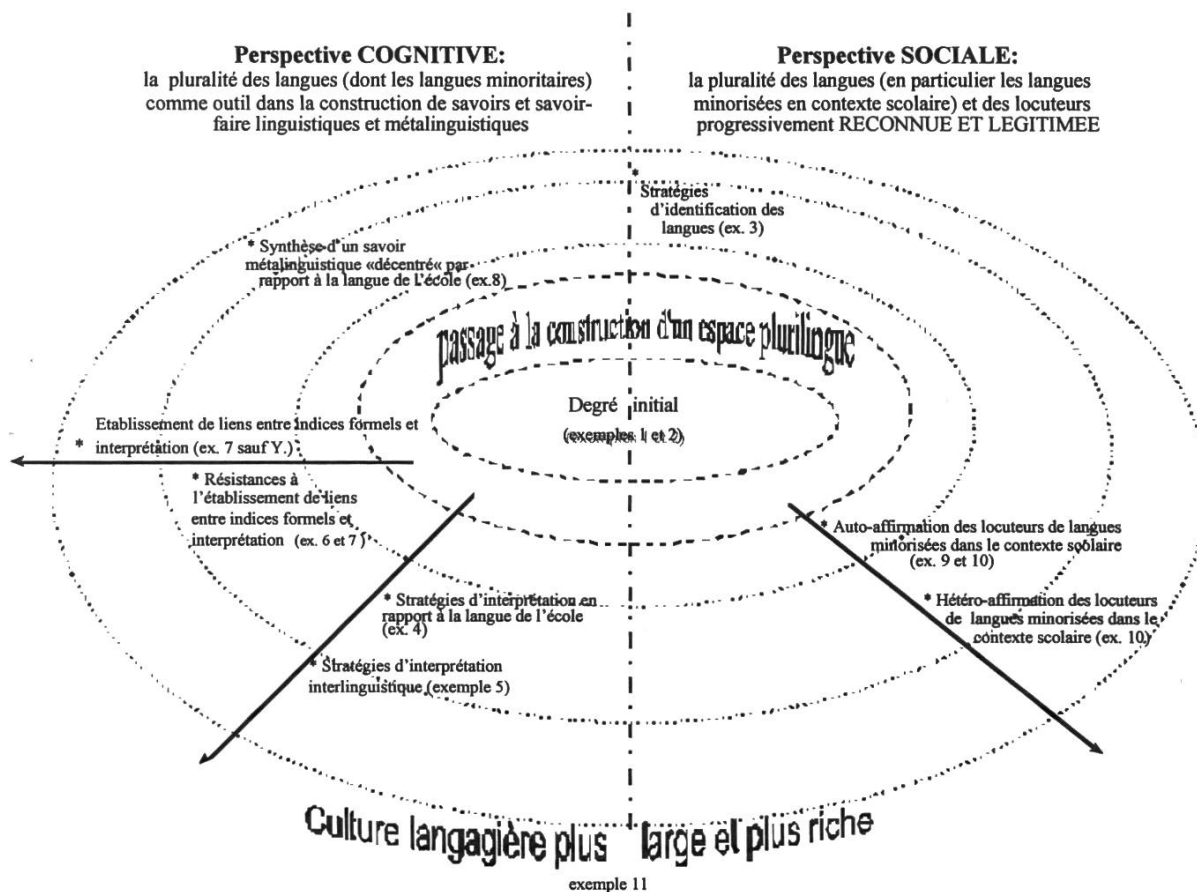 Perspective COGNITIVE:
la pluralité des langues (dont les langues minoritaires)
comme outil dans la construction de savoirs et savoir-
faire linguistiques et métalinguistiques
Perspective SOCIALE:
la pluralité des langues (en particulier les langues
minorisées en contexte scolaire) et des locuteurs
progressivement RECONNUE ET LEGITIMEE
* Stratégies
d'identification des
langues (ex. 3)
* Synthèse d'un savoir
métalinguistique «décentré« par
rapport à la langue de l'école (ex.8)
passage à la construction d'un espace plurilingue
Degré initial
(exemples 1 et 2)
Etablissement de liens entre indices formels et
* interprétation (ex. 7 sauf Y.)
* Résistances à
l'établissement de liens
entre indices formels et
interprétation (ex. 6 et 7 )
* Auto-affirmation des locuteurs de langues
minorisées dans le contexte scolaire
(ex. 9 et 10)
* Stratégies d'interprétation en
rapport à la langue de l'école
(ex. 4)
* Hétéro-affirmation des locuteurs
de langues minorisées dans le
contexte scolaire (ex. 10)
* Stratégies d'interprétation
interlinguistique (exemple 5)
Culture langagière plus large et plus riche
exemple 11